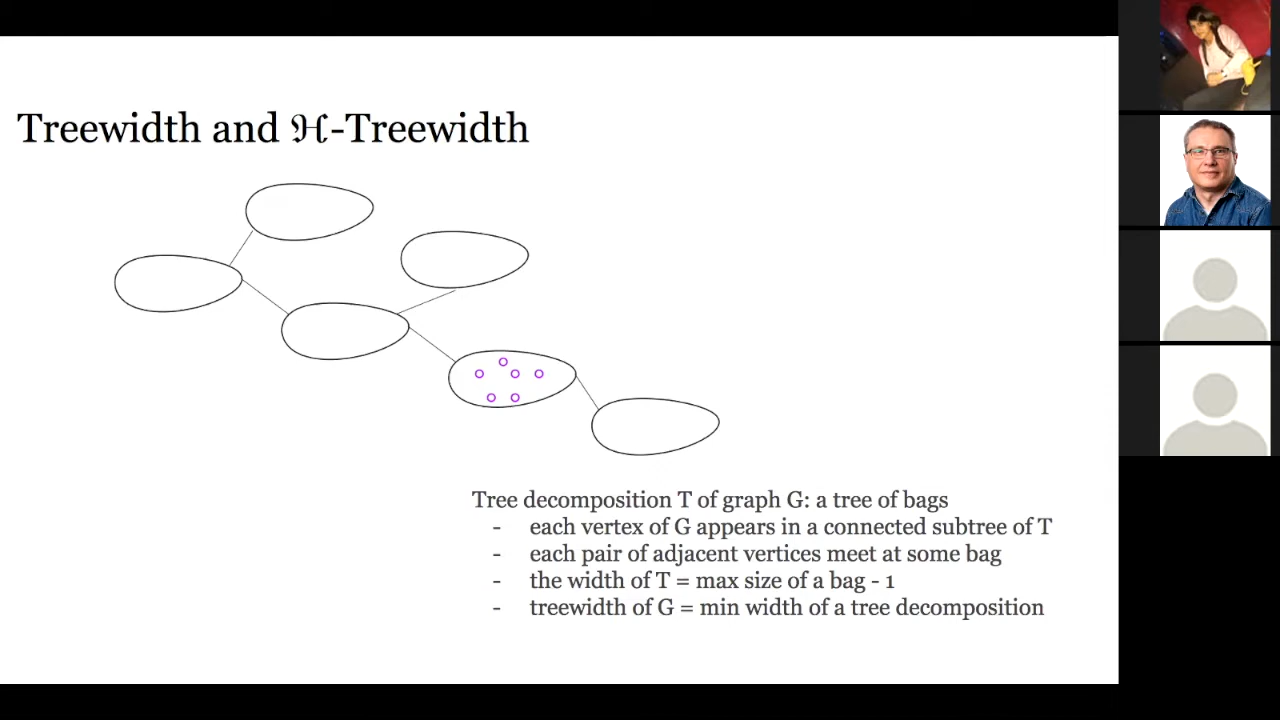 Treewidth and ℋ-Treewidth
Tree decomposition T of graph G: a tree of bags
- each vertex of G appears in a connected subtree of T
- each pair of adjacent vertices meet at some bag
- the width of T = max size of a bag - 1
- treewidth of G = min width of a tree decomposition